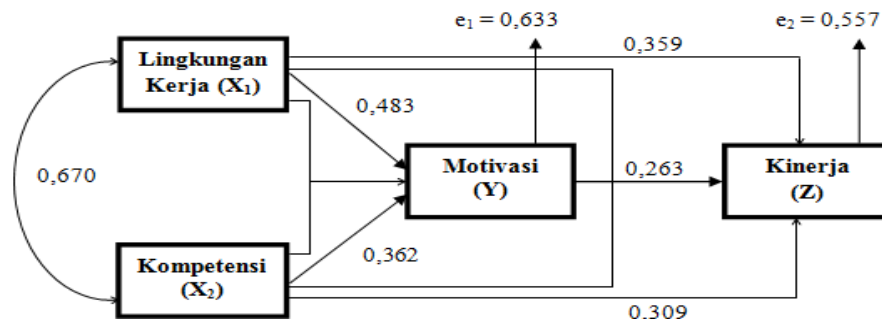 e₁ = 0,633
e₂ = 0,557
Lingkungan
Kerja (X₁)
0,359
0,483
0,670
Motivasi
(Y)
0,263
Kinerja
(Z)
Kompetensi
(X₂)
0,362
0,309